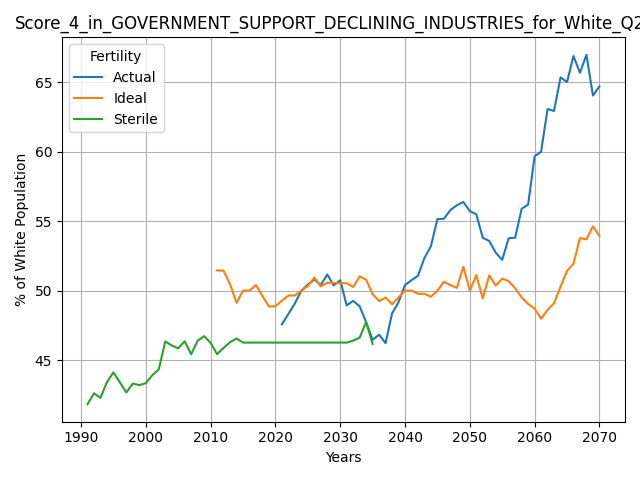 Score_4_in_GOVERNMENT_SUPPORT_DECLINING_INDUSTRIES_for_White_Q2
Fertility
Actual
Ideal
Sterile
% of White Population
65
60
55
50
45
1990 2000 2010 2020 2030 2040 2050 2060 2070
Years